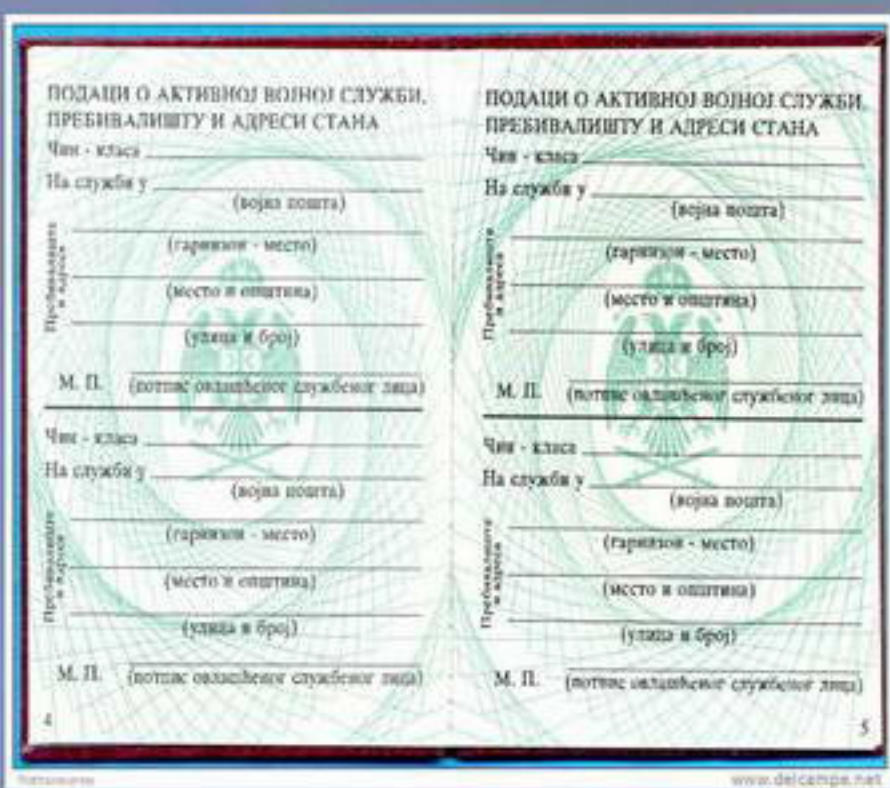 ПОДАЦИ О АКТИВНОЈ ВОЈНОЈ СЛУЖБИ,
ПРЕБИВАЛИШТУ И АДРЕСИ СТАНА
Чин - класа
На служби у
(војна пошта)
Пребивалиште
и адреса
(гарнизон - место)
(место и општина)
(улица и број)
М. П. (потпис овлашћеног службеног лица)
Чин - класа
На служби у
(војна пошта)
Пребивалиште
и адреса
(гарнизон - место)
(место и општина)
(улица и број)
М. П. (потпис овлашћеног службеног лица)
4
ПОДАЦИ О АКТИВНОЈ ВОЈНОЈ СЛУЖБИ,
ПРЕБИВАЛИШТУ И АДРЕСИ СТАНА
Чин - класа
На служби у
(војна пошта)
Пребивалиште
и адреса
(гарнизон - место)
(место и општина)
(улица и број)
М. П. (потпис овлашћеног службеног лица)
Чин - класа
На служби у
(војна пошта)
Пребивалиште
и адреса
(гарнизон - место)
(место и општина)
(улица и број)
М. П. (потпис овлашћеног службеног лица)
5
www.delcampe.net